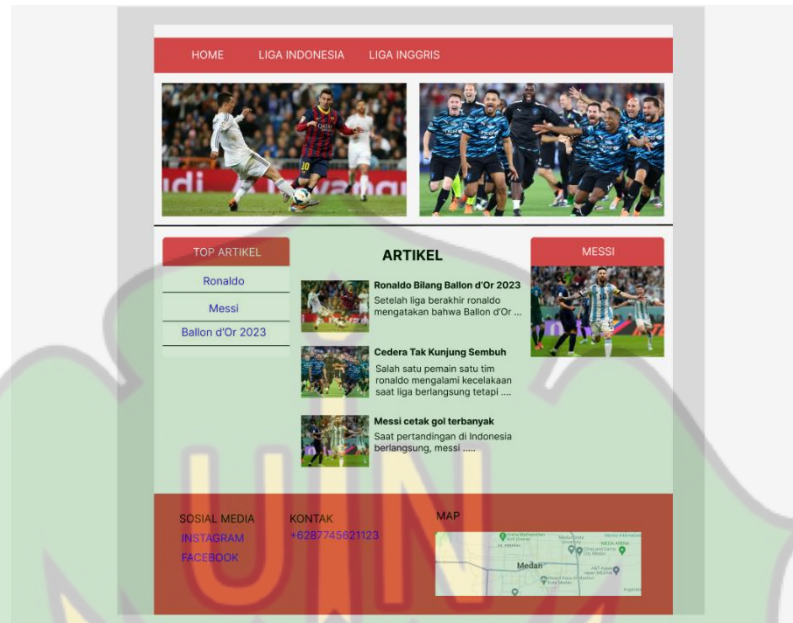 HOME LIGA INDONESIA LIGA INGGRIS
TOP ARTIKEL
Ronaldo
Messi
Ballon d'Or 2023
ARTIKEL
Ronaldo Bilang Ballon d'Or 2023
Setelah liga berakhir ronaldo
mengatakan bahwa Ballon d'Or ...
Cedera Tak Kunjung Sembuh
Salah satu pemain satu tim
ronaldo mengalami kecelakaan
saat liga berlangsung tetapi ....
Messi cetak gol terbanyak
Saat pertandingan di Indonesia
berlangsung, messi .....
MESSI
SOSIAL MEDIA
INSTAGRAM
FACEBOOK
KONTAK
+6287745621123
MAP
Medan
UIN